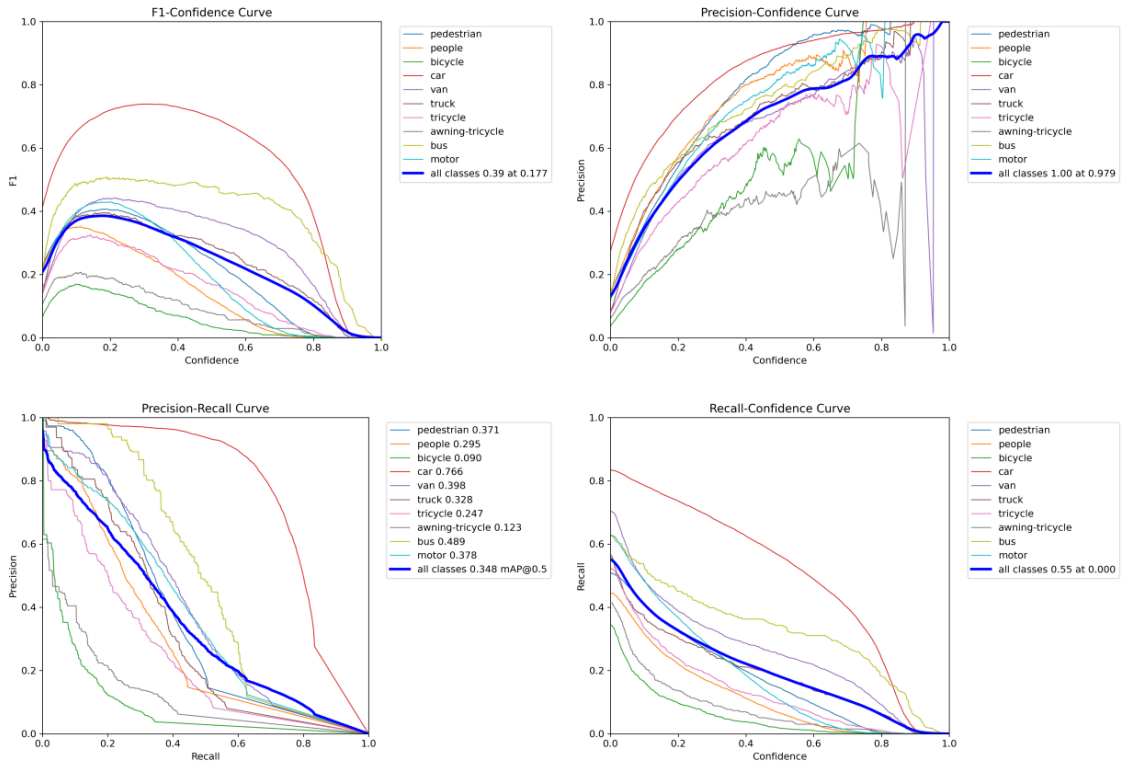 F1-Confidence Curve
1.0
0.8
0.6
0.4
0.2
0.0
F1
0.0 0.2 0.4 0.6 0.8 1.0
Confidence
pedestrian
people
bicycle
car
van
truck
tricycle
awning-tricycle
bus
motor
all classes 0.39 at 0.177
Precision-Confidence Curve
1.0
0.8
0.6
0.4
0.2
0.0
Precision
0.0 0.2 0.4 0.6 0.8 1.0
Confidence
pedestrian
people
bicycle
car
van
truck
tricycle
awning-tricycle
bus
motor
all classes 1.00 at 0.979
Precision-Recall Curve
1.0
0.8
0.6
0.4
0.2
0.0
Precision
0.0 0.2 0.4 0.6 0.8 1.0
Recall
pedestrian 0.371
people 0.295
bicycle 0.090
car 0.766
van 0.398
truck 0.328
tricycle 0.247
awning-tricycle 0.123
bus 0.489
motor 0.378
all classes 0.348 mAP@0.5
Recall-Confidence Curve
1.0
0.8
0.6
0.4
0.2
0.0
Recall
0.0 0.2 0.4 0.6 0.8 1.0
Confidence
pedestrian
people
bicycle
car
van
truck
tricycle
awning-tricycle
bus
motor
all classes 0.55 at 0.000